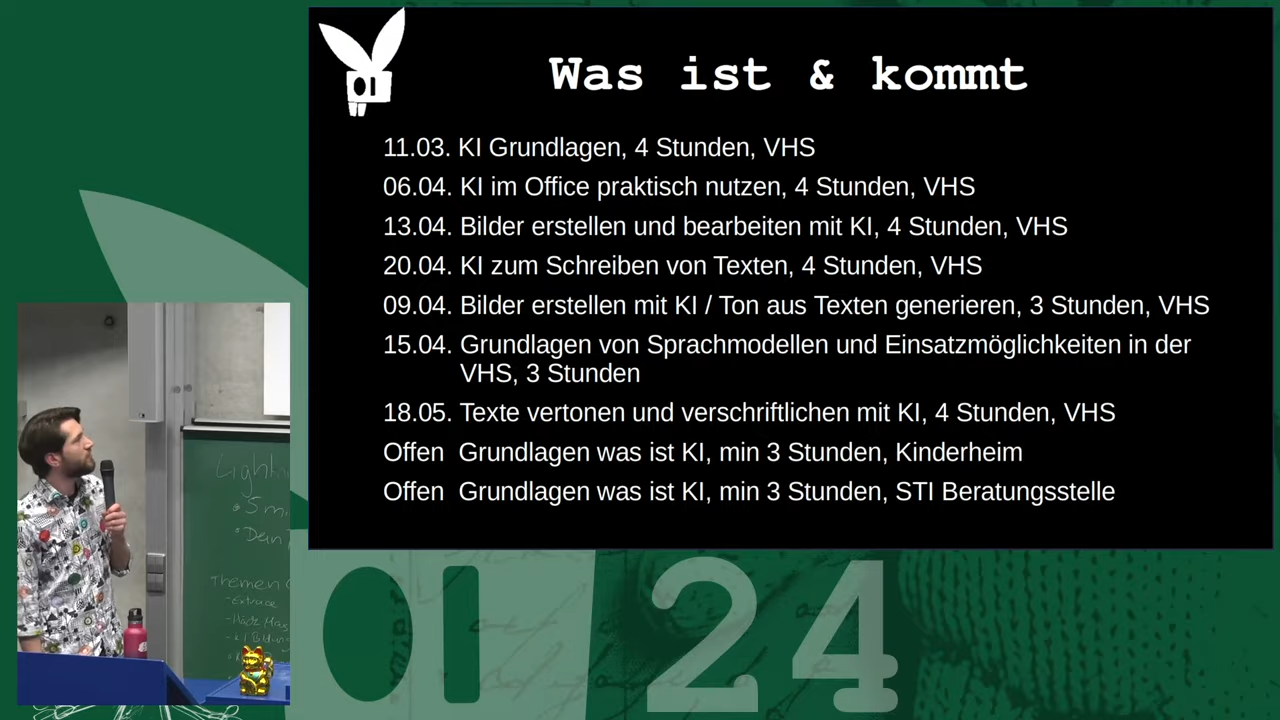 OI
Was ist & kommt
11.03. KI Grundlagen, 4 Stunden, VHS
06.04. KI im Office praktisch nutzen, 4 Stunden, VHS
13.04. Bilder erstellen und bearbeiten mit KI, 4 Stunden, VHS
20.04. KI zum Schreiben von Texten, 4 Stunden, VHS
09.04. Bilder erstellen mit KI / Ton aus Texten generieren, 3 Stunden, VHS
15.04. Grundlagen von Sprachmodellen und Einsatzmöglichkeiten in der
VHS, 3 Stunden
18.05. Texte vertonen und verschriftlichen mit KI, 4 Stunden, VHS
Offen Grundlagen was ist KI, min 3 Stunden, Kinderheim
Offen Grundlagen was ist KI, min 3 Stunden, STI Beratungsstelle
Themen
OI 24